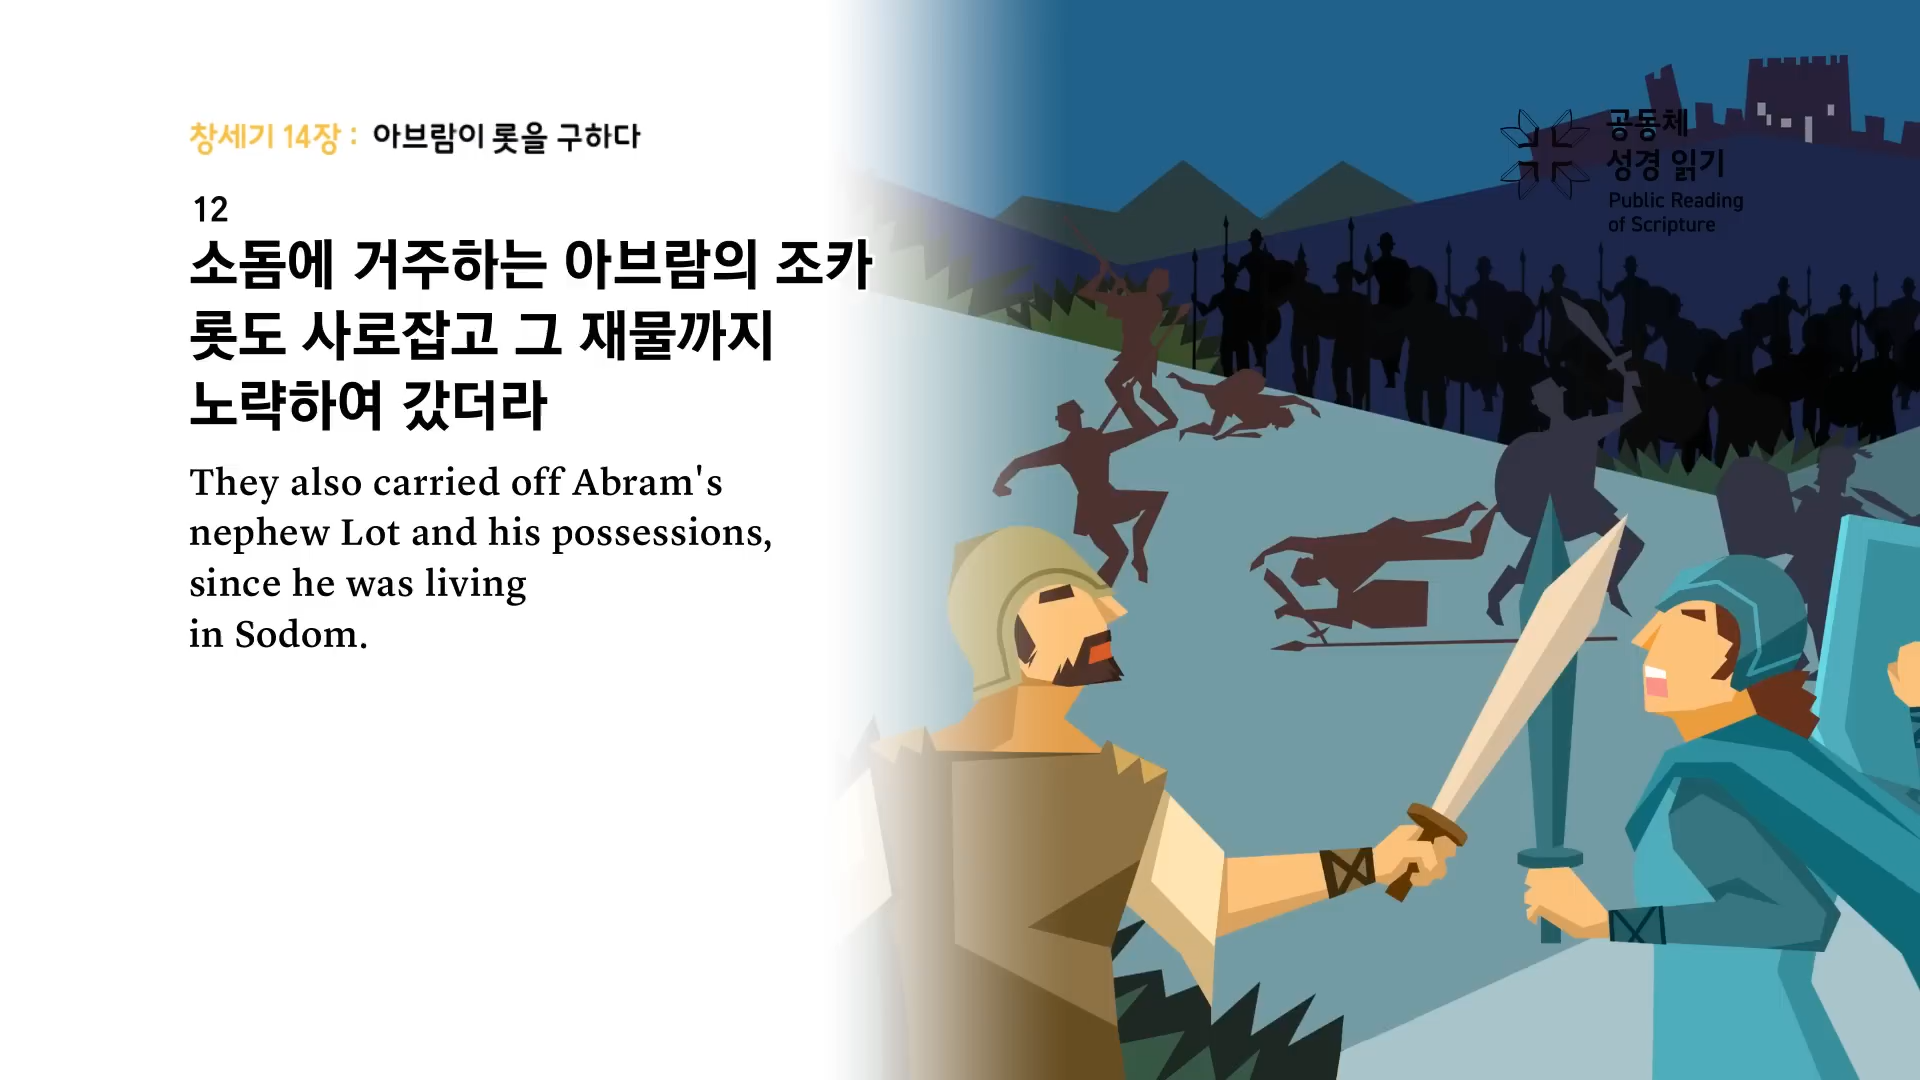 창세기 14장 : 아브람이 롯을 구하다
12
소돔에 거주하는 아브람의 조카
롯도 사로잡고 그 재물까지
노략하여 갔더라
They also carried off Abram's
nephew Lot and his possessions,
since he was living
in Sodom.
공동체
성경 읽기
Public Reading
of Scripture